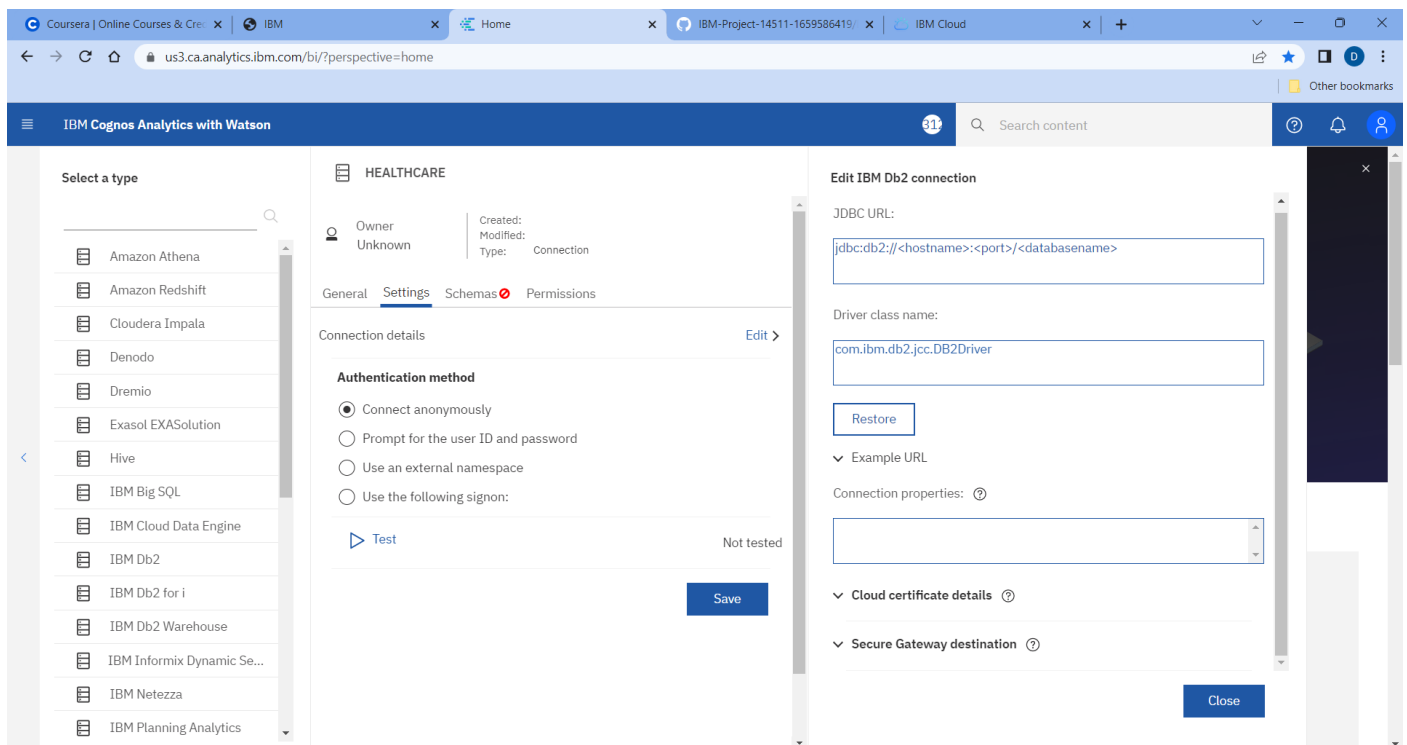 Coursera | Online Courses & Cre
IBM
Home
IBM-Project-14511-1659586419/
IBM Cloud
us3.ca.analytics.ibm.com/bi/?perspective=home
D
Other bookmarks
IBM Cognos Analytics with Watson
Search content
Select a type
Amazon Athena
Amazon Redshift
Cloudera Impala
Denodo
Dremio
Exasol EXASolution
Hive
IBM Big SQL
IBM Cloud Data Engine
IBM Db2
IBM Db2 for i
IBM Db2 Warehouse
IBM Informix Dynamic Se...
IBM Netezza
IBM Planning Analytics
HEALTHCARE
Owner
Unknown
Created:
Modified:
Type: Connection
General Settings Schemas Permissions
Connection details Edit
Authentication method
Connect anonymously
Prompt for the user ID and password
Use an external namespace
Use the following signon:
Test
Not tested
Save
Edit IBM Db2 connection
JDBC URL:
jdbc:db2://<hostname>:<port>/<databasename>
Driver class name:
com.ibm.db2.jcc.DB2Driver
Restore
Example URL
Connection properties:
Cloud certificate details
Secure Gateway destination
Close